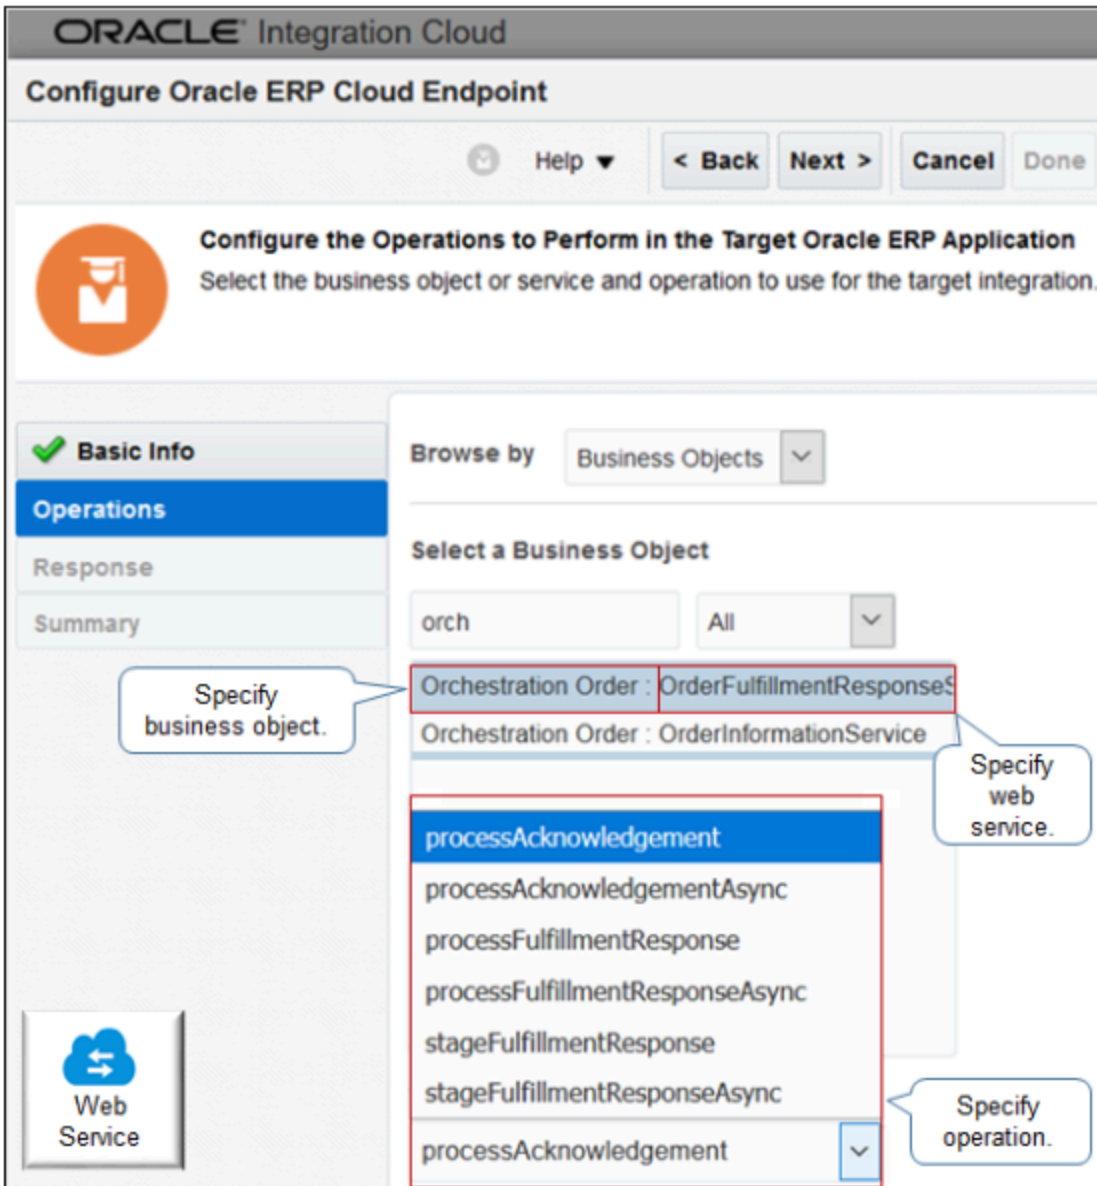 ORACLE Integration Cloud
Configure Oracle ERP Cloud Endpoint
Help
< Back
Next >
Cancel
Done
Configure the Operations to Perform in the Target Oracle ERP Application
Select the business object or service and operation to use for the target integration.
Basic Info
Operations
Response
Summary
Browse by
Business Objects
Select a Business Object
orch
All
Specify
business object.
Orchestration Order : OrderFulfillmentResponseS
Orchestration Order : OrderInformationService
Specify
web
service.
processAcknowledgement
processAcknowledgementAsync
processFulfillmentResponse
processFulfillmentResponseAsync
stageFulfillmentResponse
stageFulfillmentResponseAsync
processAcknowledgement
Specify
operation.
Web
Service